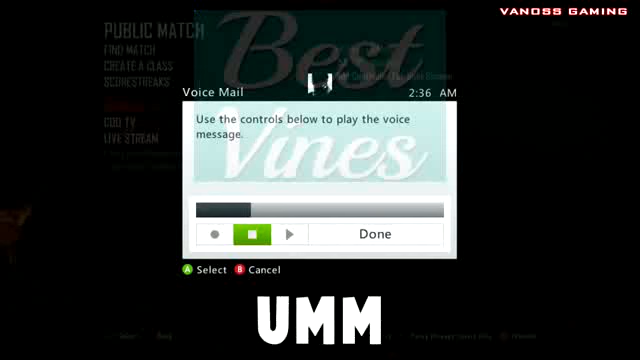 VANOSS GAMING
PUBLIC MATCH
FIND MATCH
CREATE A CLASS
SCORESTREAKS
COD TV
LIVE STREAM
Best
Vines
Voice Mail
2:36 AM
Use the controls below to play the voice
message.
Done
A Select B Cancel
UMM